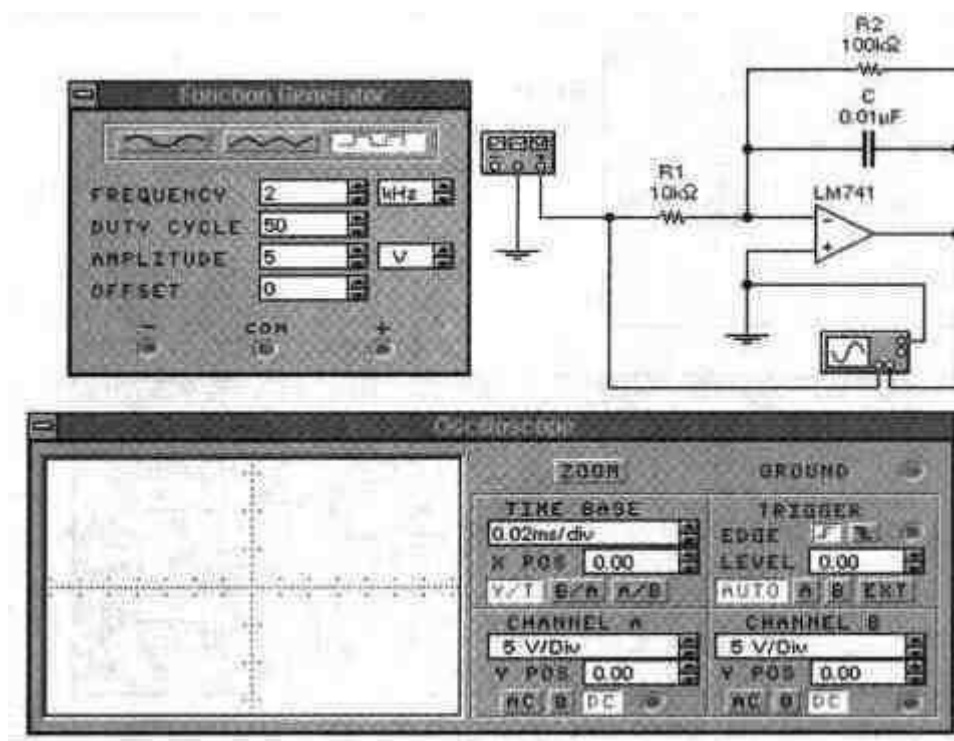 R2
100kΩ
Function Generator
C
0.01µF
FREQUENCY 2 kHz
DUTY CYCLE 50
AMPLITUDE 5 V
OFFSET 0
- COM +
R1
10kΩ
LM741
Oscilloscope
ZOOM GROUND
TIME BASE
0.02ms/div
X POS 0.00
Y/T B/A A/B
TRIGGER
EDGE
LEVEL 0.00
AUTO A B EXT
CHANNEL A
5 V/Div
Y POS 0.00
AC 0 DC
CHANNEL B
5 V/Div
Y POS 0.00
AC 0 DC